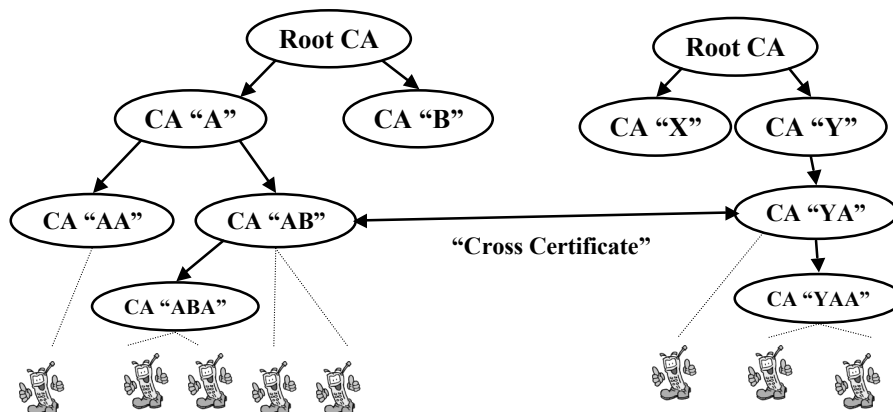 Root CA
Root CA
CA “A”
CA “B”
CA “X”
CA “Y”
CA “AA”
CA “AB”
CA “YA”
“Cross Certificate”
CA “ABA”
CA “YAA”